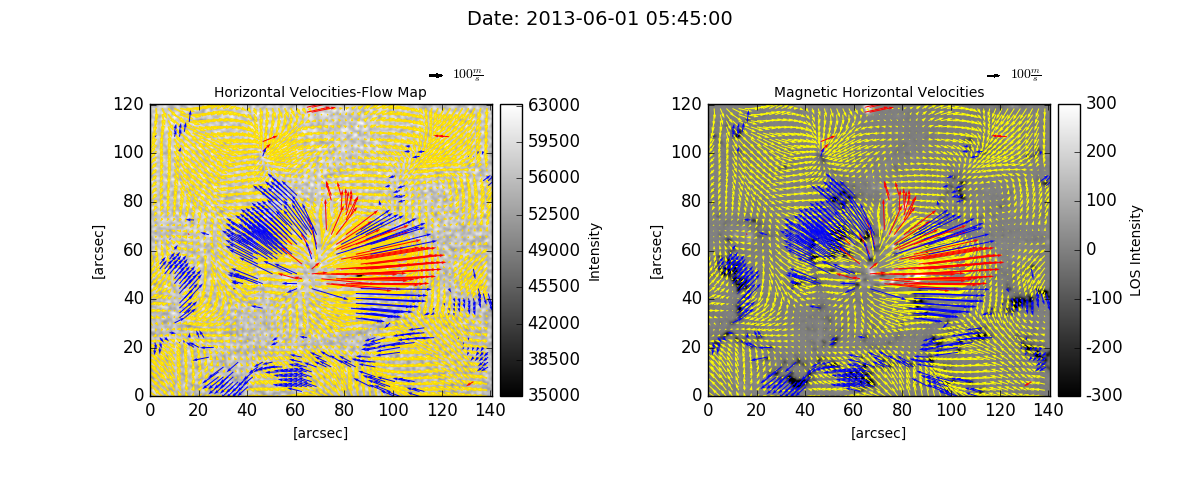 Date: 2013-06-01 05:45:00
100 m/s
100 m/s
Horizontal Velocities-Flow Map
Magnetic Horizontal Velocities
120
100
80
60
40
20
0
[arcsec]
0 20 40 60 80 100 120 140
[arcsec]
63000
59500
56000
52500
49000
45500
42000
38500
35000
Intensity
120
100
80
60
40
20
0
[arcsec]
0 20 40 60 80 100 120 140
[arcsec]
300
200
100
0
-100
-200
-300
LOS Intensity